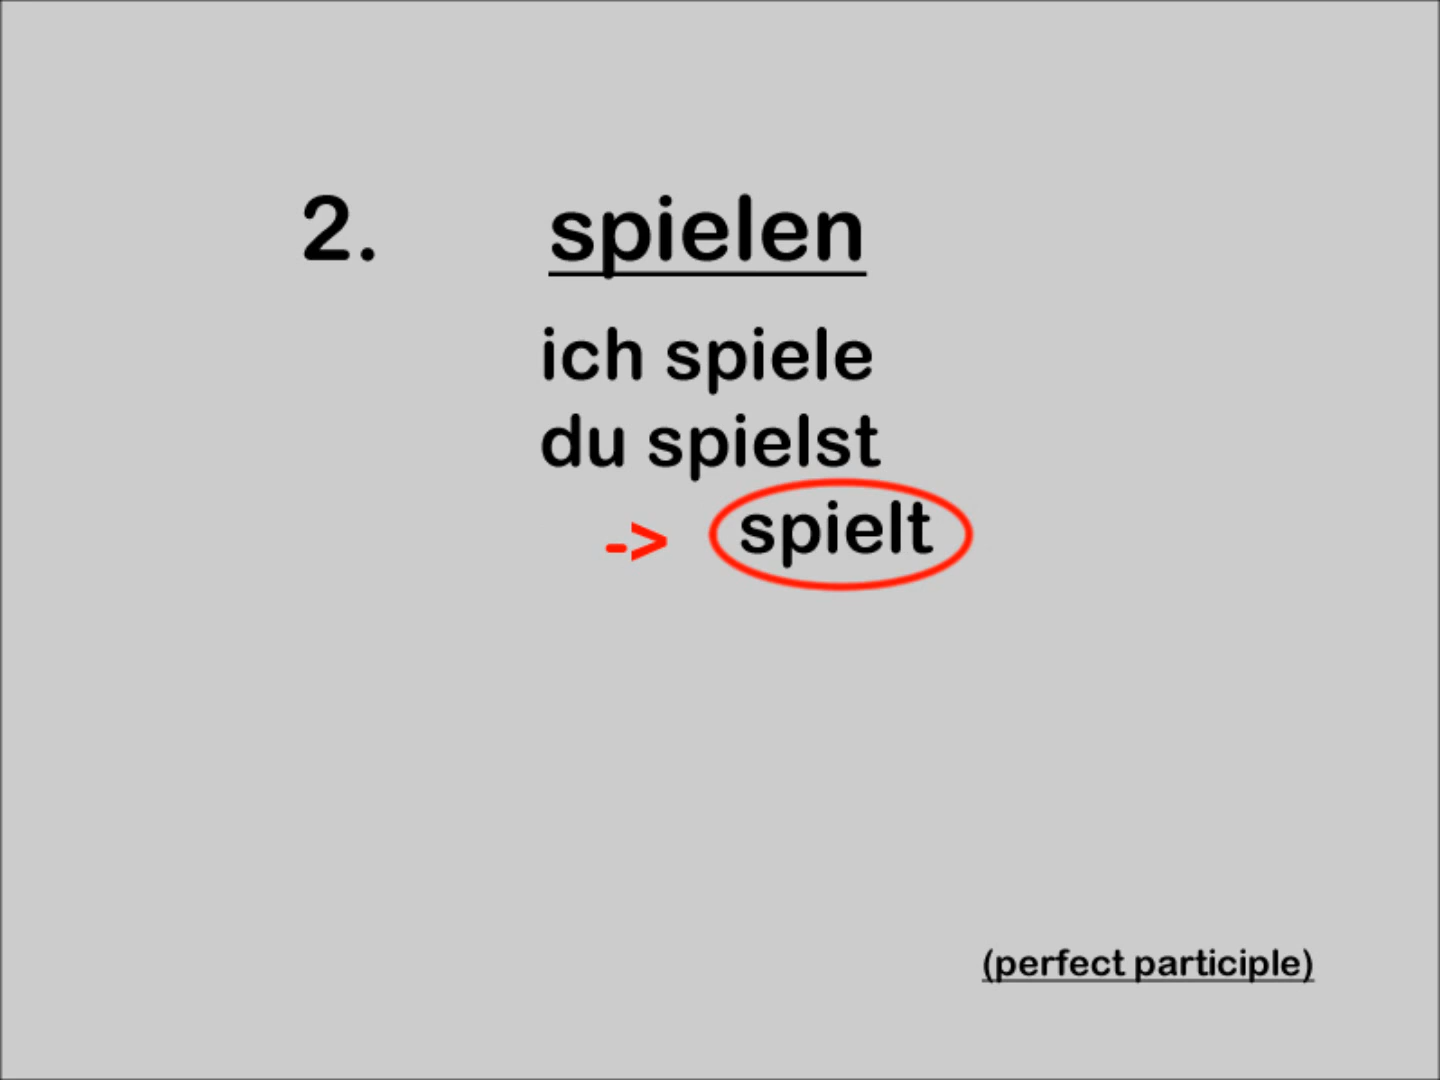 2. spielen
ich spiele
du spielst
-> spielt
(perfect participle)